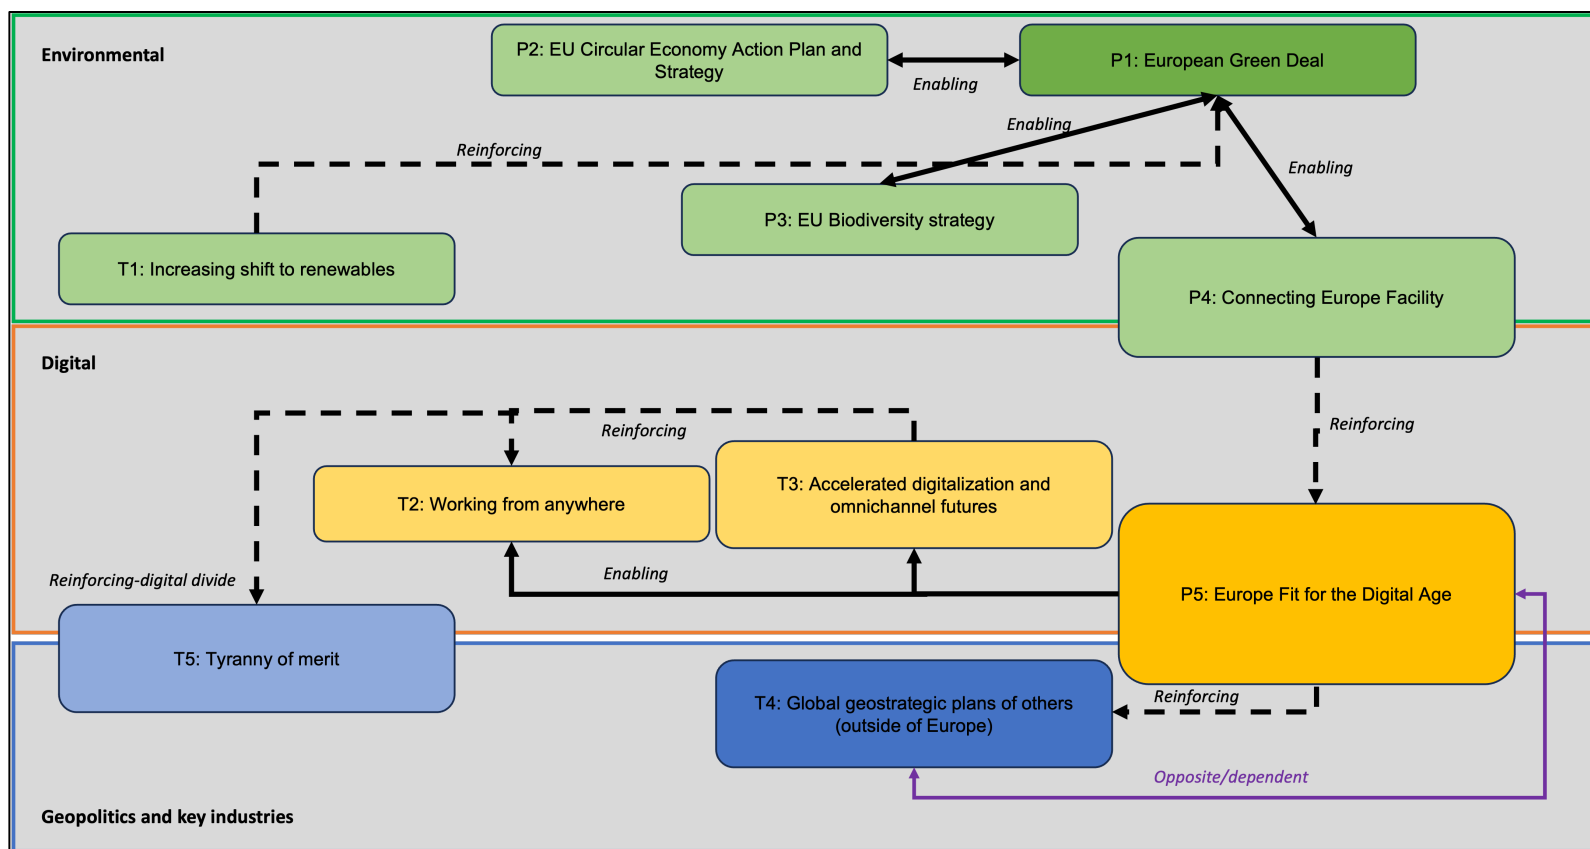 Environmental
P2: EU Circular Economy Action Plan and
Strategy
Enabling
P1: European Green Deal
Enabling
Reinforcing
Enabling
P3: EU Biodiversity strategy
T1: Increasing shift to renewables
P4: Connecting Europe Facility
Digital
Reinforcing
Reinforcing
T2: Working from anywhere
T3: Accelerated digitalization and
omnichannel futures
Reinforcing-digital divide
Enabling
P5: Europe Fit for the Digital Age
T5: Tyranny of merit
T4: Global geostrategic plans of others
(outside of Europe)
Reinforcing
Opposite/dependent
Geopolitics and key industries